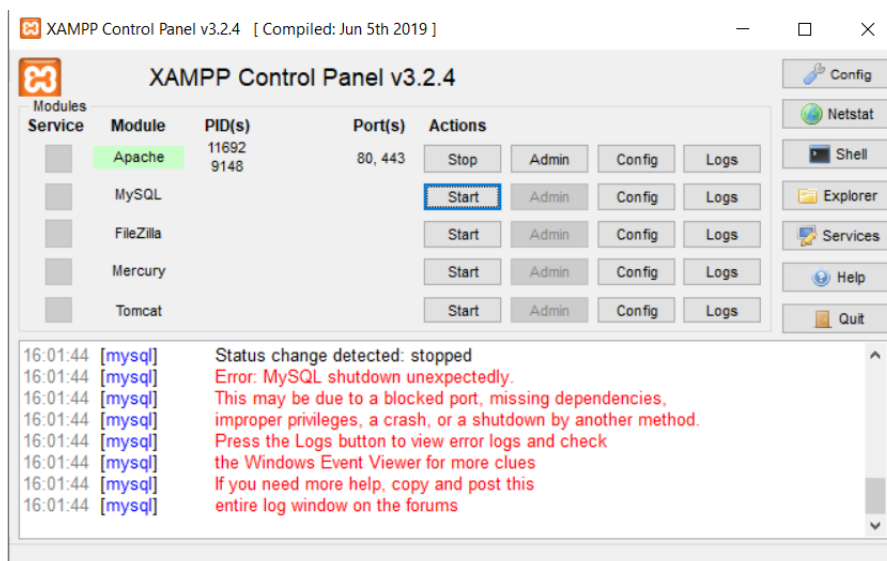 XAMPP Control Panel v3.2.4 [ Compiled: Jun 5th 2019 ]
XAMPP Control Panel v3.2.4
Config
Modules
Service Module PID(s) Port(s) Actions
Netstat
Apache 11692 80, 443 Stop Admin Config Logs
9148
Shell
MySQL Start Admin Config Logs
Explorer
FileZilla Start Admin Config Logs
Services
Mercury Start Admin Config Logs
Help
Tomcat Start Admin Config Logs
Quit
16:01:44 [mysql] Status change detected: stopped
16:01:44 [mysql] Error: MySQL shutdown unexpectedly.
16:01:44 [mysql] This may be due to a blocked port, missing dependencies,
16:01:44 [mysql] improper privileges, a crash, or a shutdown by another method.
16:01:44 [mysql] Press the Logs button to view error logs and check
16:01:44 [mysql] the Windows Event Viewer for more clues
16:01:44 [mysql] If you need more help, copy and post this
16:01:44 [mysql] entire log window on the forums